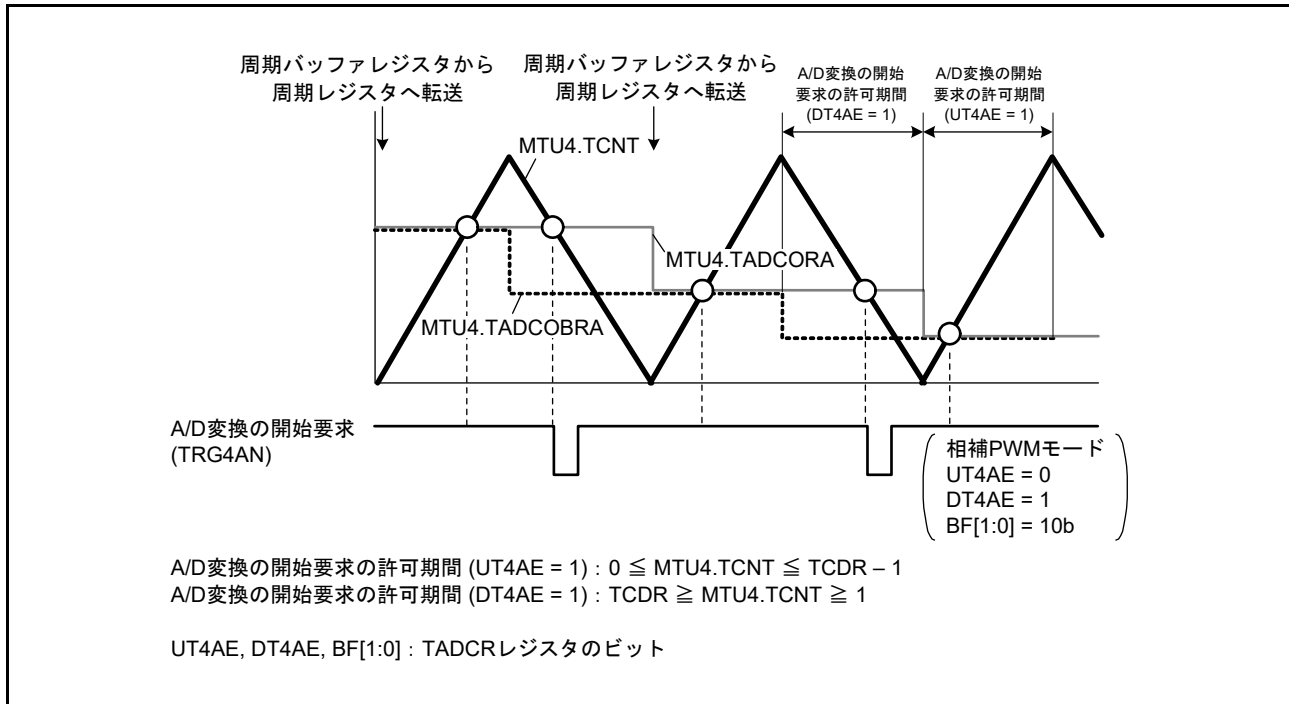 周期バッファレジスタから
周期レジスタへ転送
周期バッファレジスタから
周期レジスタへ転送
A/D変換の開始
要求の許可期間
(DT4AE = 1)
A/D変換の開始
要求の許可期間
(UT4AE = 1)
MTU4.TCNT
MTU4.TADCORA
MTU4.TADCOBRA
A/D変換の開始要求
(TRG4AN)
相補PWMモード
UT4AE = 0
DT4AE = 1
BF[1:0] = 10b
A/D変換の開始要求の許可期間 (UT4AE = 1) : 0 ≦ MTU4.TCNT ≦ TCDR – 1
A/D変換の開始要求の許可期間 (DT4AE = 1) : TCDR ≧ MTU4.TCNT ≧ 1
UT4AE, DT4AE, BF[1:0] : TADCRレジスタのビット